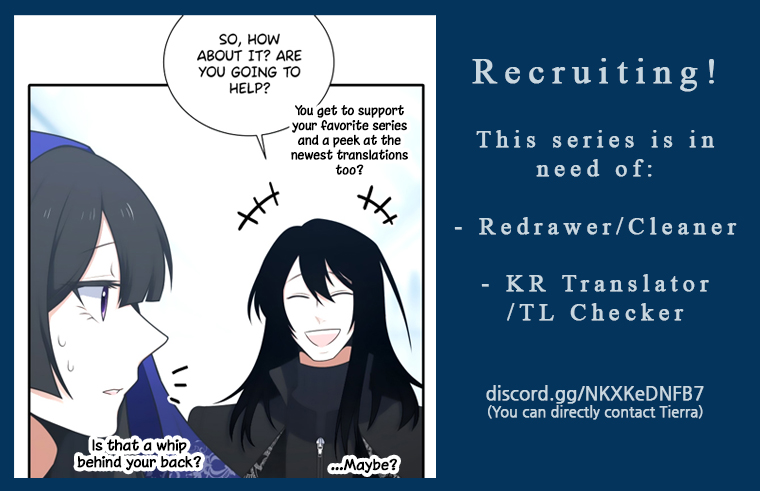 SO, HOW
ABOUT IT? ARE
YOU GOING TO
HELP?
You get to support
your favorite series
and a peek at the
newest translations
too?
Is that a whip
behind your back?
...Maybe?
Recruiting!
This series is in
need of:
- Redrawer/Cleaner
- KR Translator
/TL Checker
discord.gg/NKXKeDNFB7
(You can directly contact Tierra)